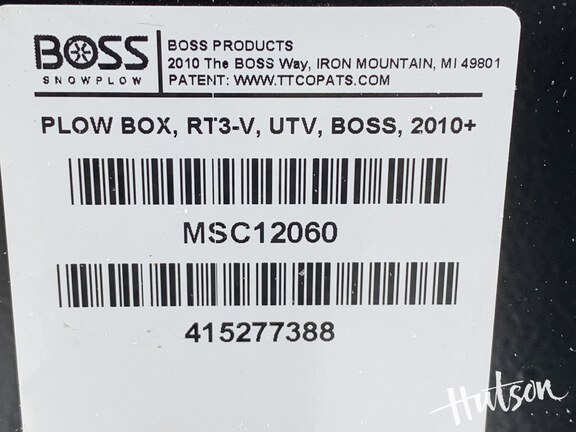 BOSS
SNOWPLOW
BOSS PRODUCTS
2010 The BOSS Way, IRON MOUNTAIN, MI 49801
PATENT: WWW.TTCOPATS.COM
PLOW BOX, RT3-V, UTV, BOSS, 2010+
MSC12060
415277388
Hutson